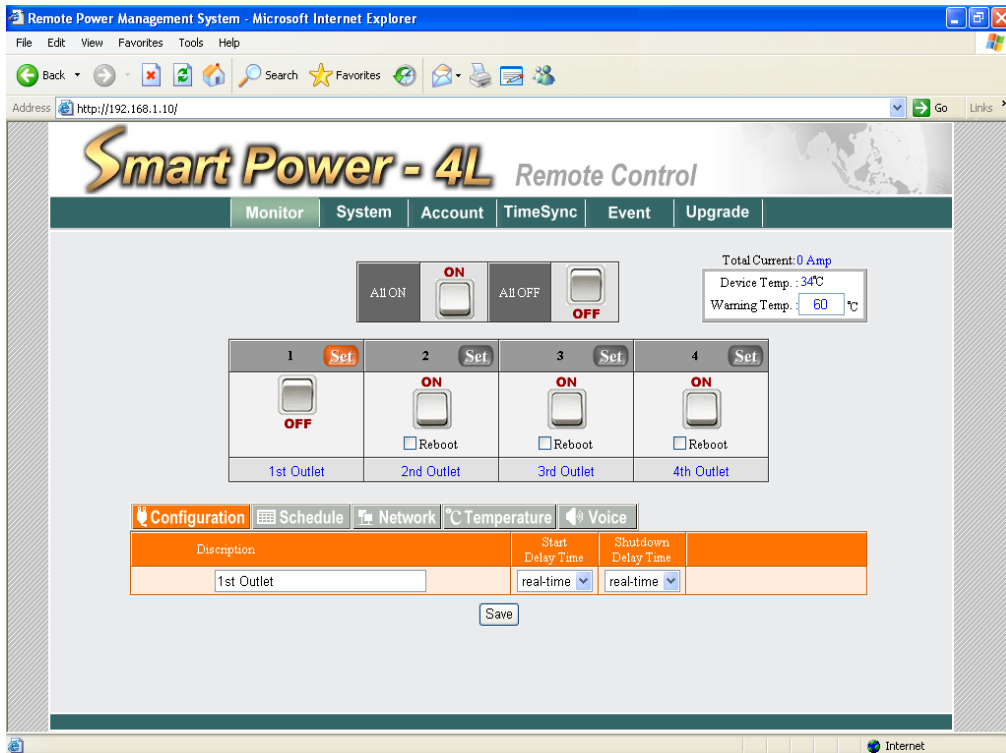 Remote Power Management System - Microsoft Internet Explorer
File Edit View Favorites Tools Help
Back Search Favorites
Address http://192.168.1.10/ Go Links
Smart Power - 4L Remote Control
Monitor System Account TimeSync Event Upgrade
Total Current: 0 Amp
Device Temp. : 34°C
Warning Temp. : 60 °C
All ON ON All OFF OFF
1 Set 2 Set 3 Set 4 Set
OFF ON ON ON
Reboot Reboot Reboot
1st Outlet 2nd Outlet 3rd Outlet 4th Outlet
Configuration Schedule Network °C Temperature Voice
Discription Start Delay Time Shutdown Delay Time
1st Outlet real-time real-time
Save
Internet